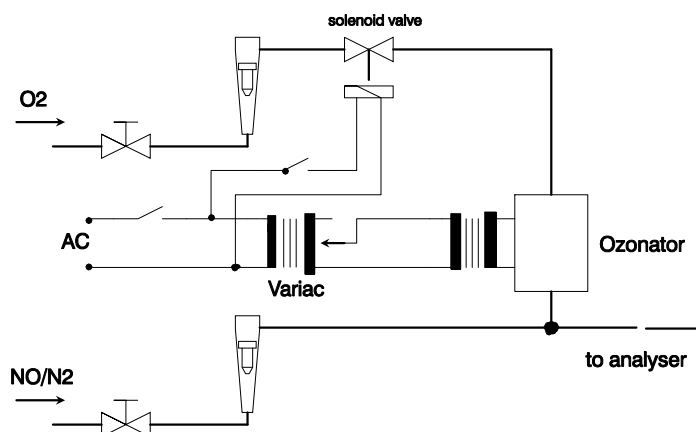 solenoid valve
O2
AC
Variac
Ozonator
NO/N2
to analyser